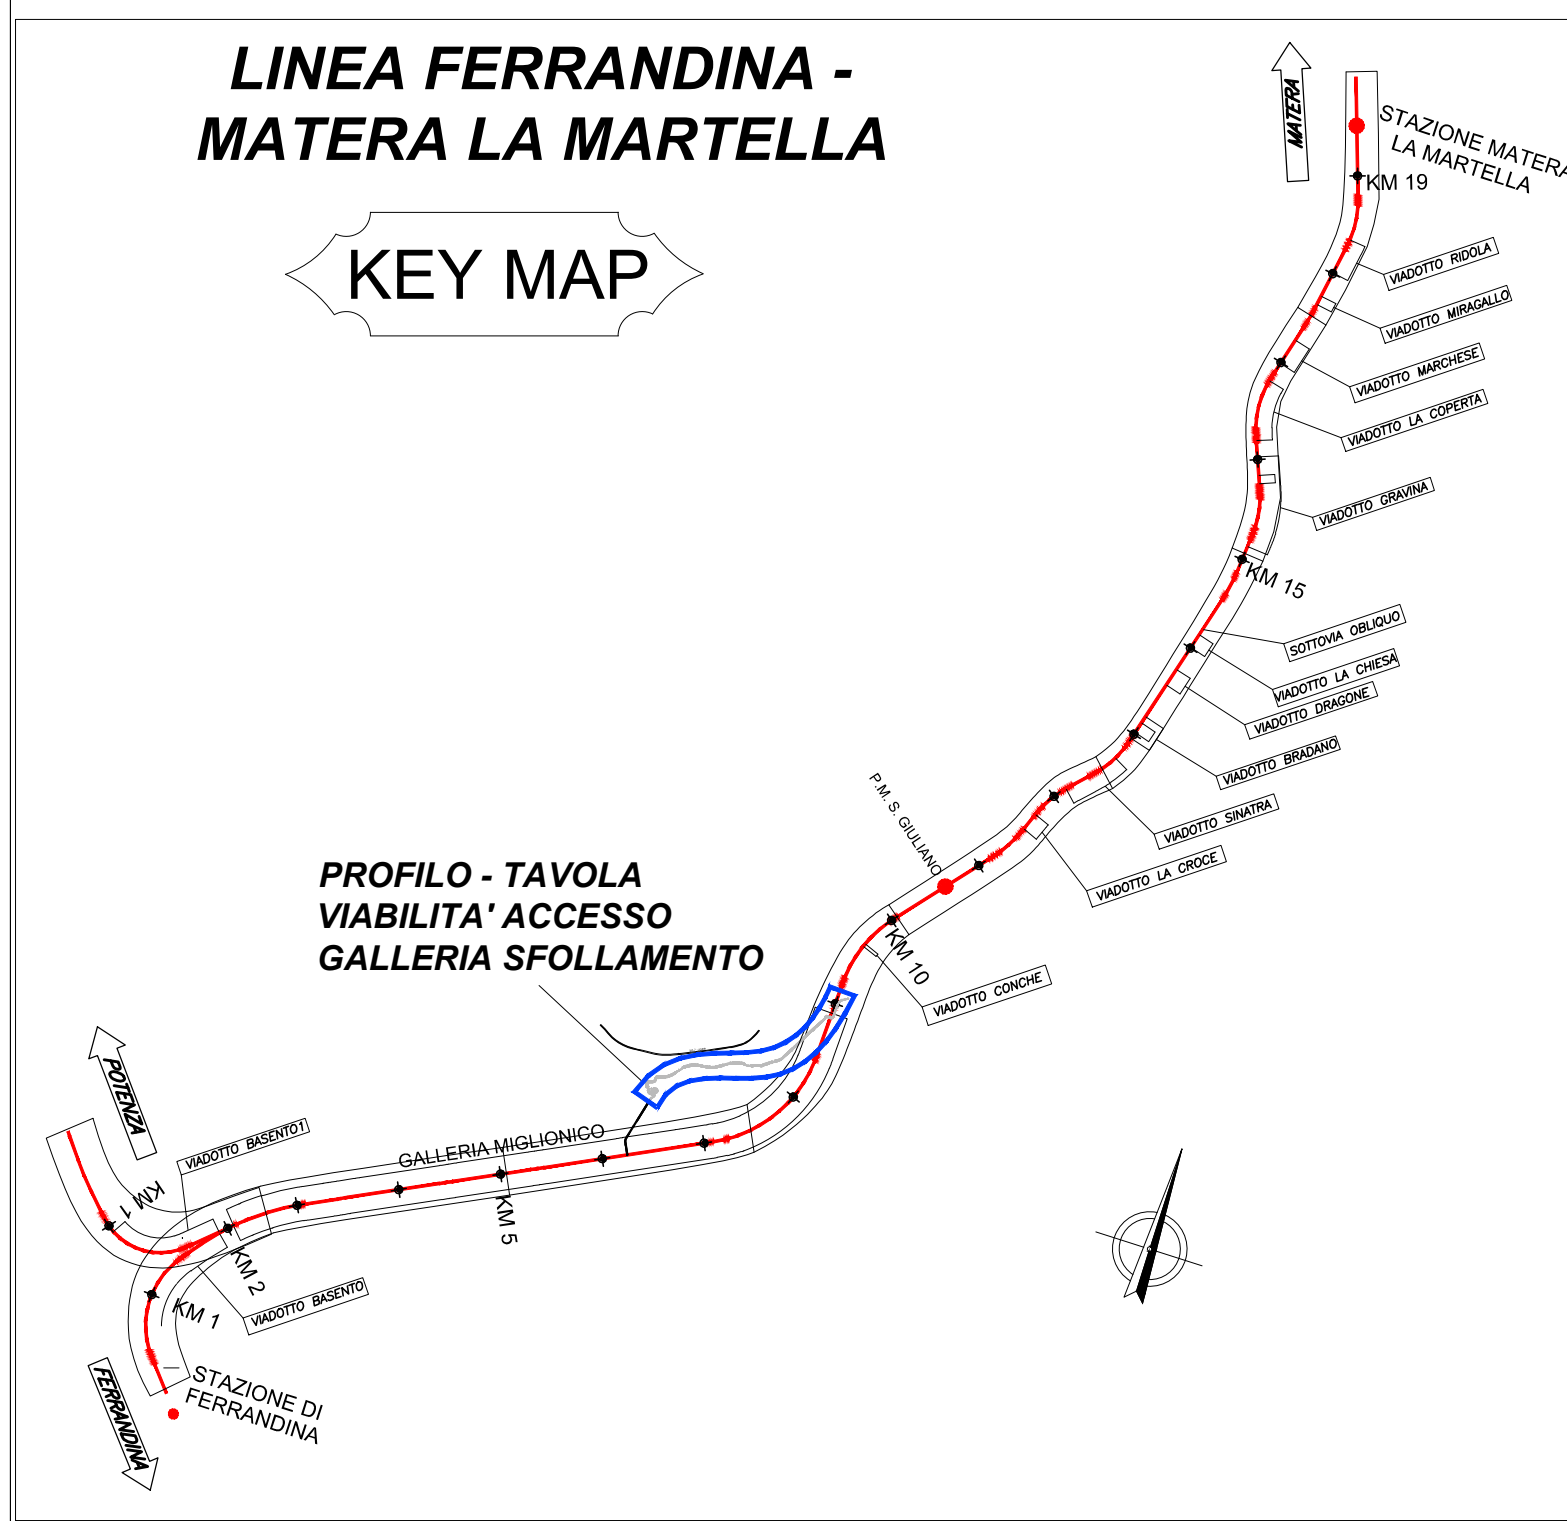 LINEA FERRANDINA -
MATERA LA MARTELLA
KEY MAP
MATERA
STAZIONE MATERA
LA MARTELLA
KM 19
VIADOTTO RIDOLA
VIADOTTO MIRAGALLO
VIADOTTO MARCHESE
VIADOTTO LA COPERTA
VIADOTTO GRAVINA
KM 15
SOTTOVIA OBLIQUO
VIADOTTO LA CHIESA
VIADOTTO DRAGONE
VIADOTTO BRADANO
VIADOTTO SINATRA
VIADOTTO LA CROCE
P.M. S. GIULIANO
KM 10
VIADOTTO CONCHE
PROFILO - TAVOLA
VIABILITA' ACCESSO
GALLERIA SFOLLAMENTO
POTENZA
VIADOTTO BASENTO1
GALLERIA MIGLIONICO
KM 1
KM 5
KM 2
VIADOTTO BASENTO
KM 1
STAZIONE DI
FERRANDINA
FERRANDINA